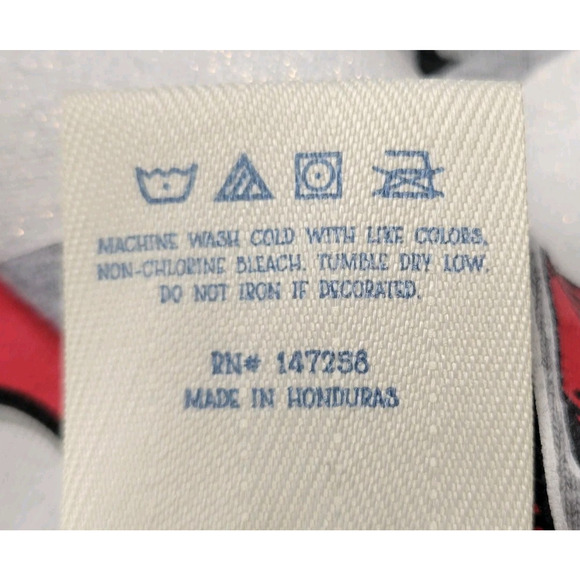 MACHINE WASH COLD WITH LIKE COLORS.
NON-CHLORINE BLEACH. TUMBLE DRY LOW.
DO NOT IRON IF DECORATED.
RN# 147258
MADE IN HONDURAS